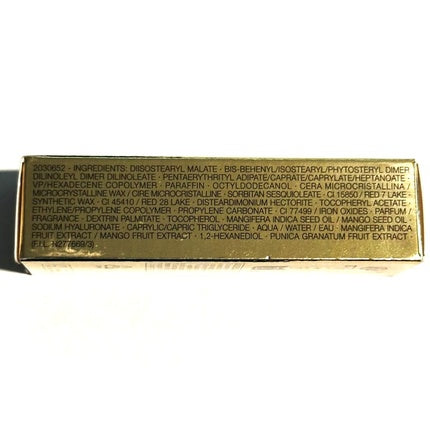 2030652 · INGREDIENTS: DIISOSTEARYL MALATE · BIS-BEHENYL/ISOSTEARYL/PHYTOSTERYL DIMER
DILINOLEYL DIMER DILINOLEATE · PENTAERYTHRITYL ADIPATE/CAPRATE/CAPRYLATE/HEPTANOATE ·
VP/HEXADECENE COPOLYMER · PARAFFIN · OCTYLDODECANOL · CERA MICROCRISTALLINA /
MICROCRYSTALLINE WAX / CIRE MICROCRISTALLINE · SORBITAN SESQUIOLEATE · CI 15850 / RED 7 LAKE ·
SYNTHETIC WAX · CI 45410 / RED 28 LAKE · DISTEARDIMONIUM HECTORITE · TOCOPHERYL ACETATE ·
ETHYLENE/PROPYLENE COPOLYMER · PROPYLENE CARBONATE · CI 77499 / IRON OXIDES · PARFUM /
FRAGRANCE · DEXTRIN PALMITATE · TOCOPHEROL · MANGIFERA INDICA SEED OIL / MANGO SEED OIL ·
SODIUM HYALURONATE · CAPRYLIC/CAPRIC TRIGLYCERIDE · AQUA / WATER / EAU · MANGIFERA INDICA
FRUIT EXTRACT / MANGO FRUIT EXTRACT · 1,2-HEXANEDIOL · PUNICA GRANATUM FRUIT EXTRACT ·
(F.I.L. N277669/3)